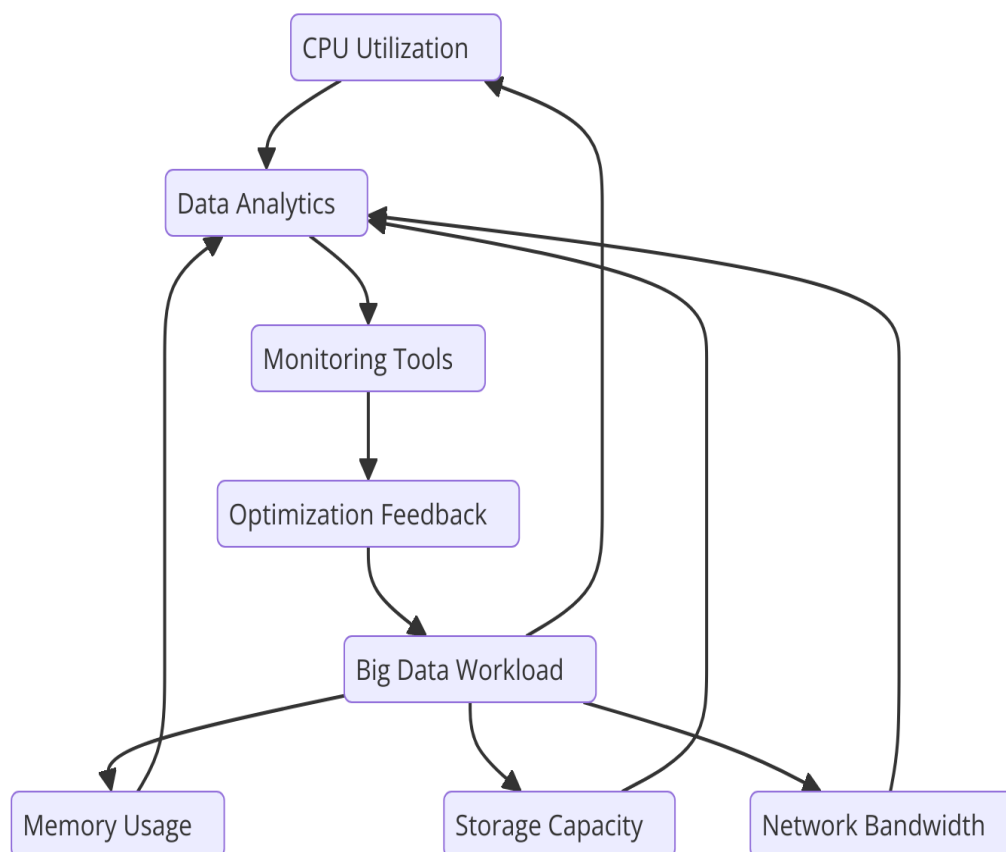 CPU Utilization
Data Analytics
Monitoring Tools
Optimization Feedback
Big Data Workload
Memory Usage
Storage Capacity
Network Bandwidth